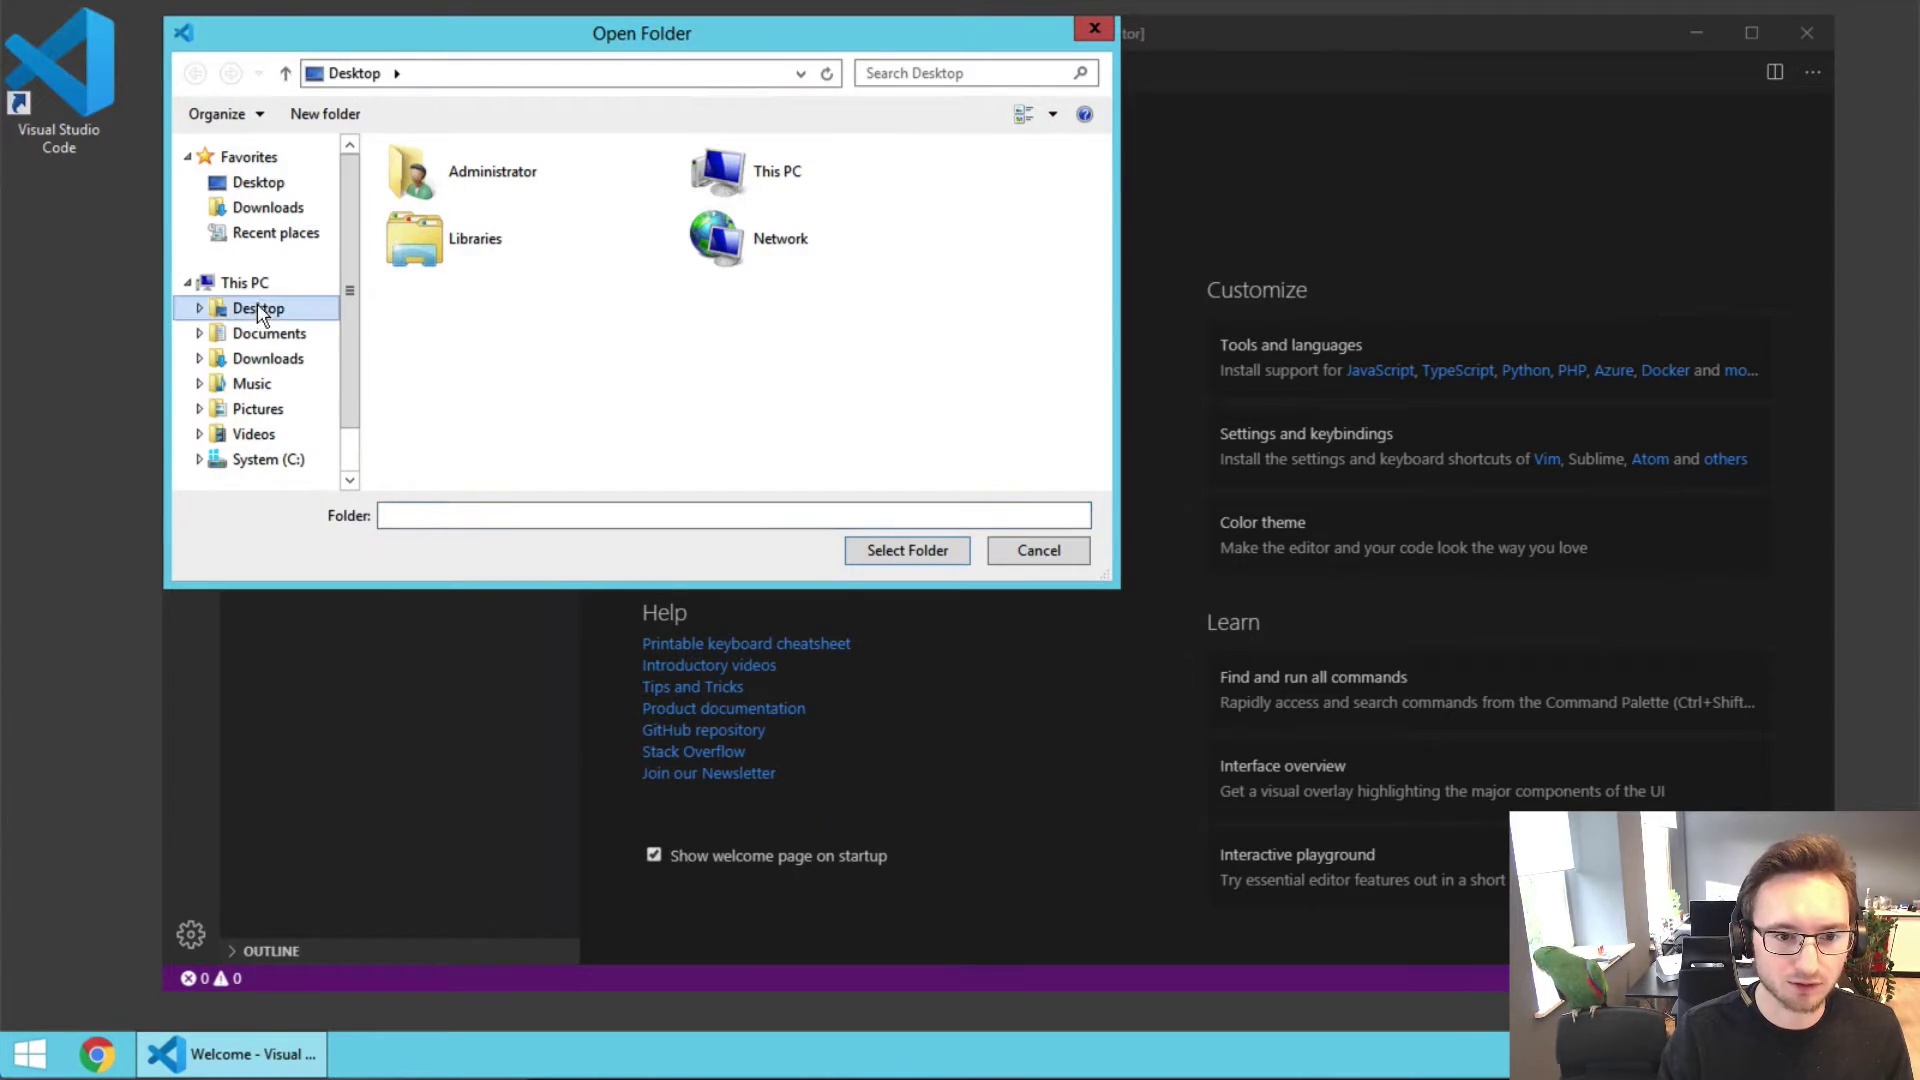 Visual Studio
Code
Open Folder
tor]
Desktop
Search Desktop
Organize
New folder
Favorites
Desktop
Downloads
Recent places
This PC
Desktop
Documents
Downloads
Music
Pictures
Videos
System (C:)
Administrator
This PC
Libraries
Network
Folder:
Select Folder
Cancel
Customize
Tools and languages
Install support for JavaScript, TypeScript, Python, PHP, Azure, Docker and mo...
Settings and keybindings
Install the settings and keyboard shortcuts of Vim, Sublime, Atom and others
Color theme
Make the editor and your code look the way you love
Help
Printable keyboard cheatsheet
Introductory videos
Tips and Tricks
Product documentation
GitHub repository
Stack Overflow
Join our Newsletter
Show welcome page on startup
Learn
Find and run all commands
Rapidly access and search commands from the Command Palette (Ctrl+Shift...
Interface overview
Get a visual overlay highlighting the major components of the UI
Interactive playground
Try essential editor features out in a short
OUTLINE
0 0
Welcome - Visual ...